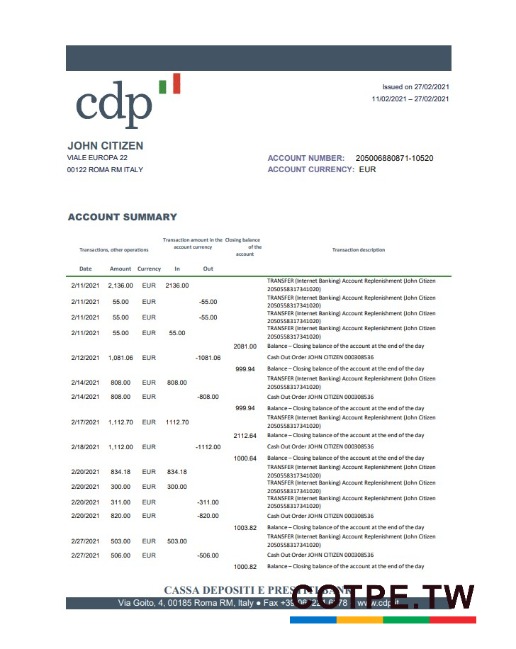 cdp
Issued on 27/02/2021
11/02/2021 – 27/02/2021
JOHN CITIZEN
VIALE EUROPA 22
00122 ROMA RM ITALY
ACCOUNT NUMBER: 205006880871-10520
ACCOUNT CURRENCY: EUR
ACCOUNT SUMMARY
Transactions, other operations
Transaction amount in the account currency
Closing balance of the account
Transaction description
Date Amount Currency In Out
2/11/2021 2,136.00 EUR 2136.00 TRANSFER (Internet Banking) Account Replenishment (John Citizen
2050558317341020)
2/11/2021 55.00 EUR -55.00 TRANSFER (Internet Banking) Account Replenishment (John Citizen
2050558317341020)
2/11/2021 55.00 EUR -55.00 TRANSFER (Internet Banking) Account Replenishment (John Citizen
2050558317341020)
2/11/2021 55.00 EUR 55.00 TRANSFER (Internet Banking) Account Replenishment (John Citizen
2050558317341020)
2081.00 Balance – Closing balance of the account at the end of the day
2/12/2021 1,081.06 EUR -1081.06 Cash Out Order JOHN CITIZEN 000308536
999.94 Balance – Closing balance of the account at the end of the day
2/14/2021 808.00 EUR 808.00 TRANSFER (Internet Banking) Account Replenishment (John Citizen
2050558317341020)
2/14/2021 808.00 EUR -808.00 Cash Out Order JOHN CITIZEN 000308536
999.94 Balance – Closing balance of the account at the end of the day
2/17/2021 1,112.70 EUR 1112.70 TRANSFER (Internet Banking) Account Replenishment (John Citizen
2050558317341020)
2112.64 Balance – Closing balance of the account at the end of the day
2/18/2021 1,112.00 EUR -1112.00 Cash Out Order JOHN CITIZEN 000308536
1000.64 Balance – Closing balance of the account at the end of the day
2/20/2021 834.18 EUR 834.18 TRANSFER (Internet Banking) Account Replenishment (John Citizen
2050558317341020)
2/20/2021 300.00 EUR 300.00 TRANSFER (Internet Banking) Account Replenishment (John Citizen
2050558317341020)
2/20/2021 311.00 EUR -311.00 TRANSFER (Internet Banking) Account Replenishment (John Citizen
2050558317341020)
2/20/2021 820.00 EUR -820.00 Cash Out Order JOHN CITIZEN 000308536
1003.82 Balance – Closing balance of the account at the end of the day
2/27/2021 503.00 EUR 503.00 TRANSFER (Internet Banking) Account Replenishment (John Citizen
2050558317341020)
2/27/2021 506.00 EUR -506.00 Cash Out Order JOHN CITIZEN 000308536
1000.82 Balance – Closing balance of the account at the end of the day
CASSA DEPOSITI E
Via Goito, 4, 00185 Roma RM, Italy ● Fax
GOTPE.TW